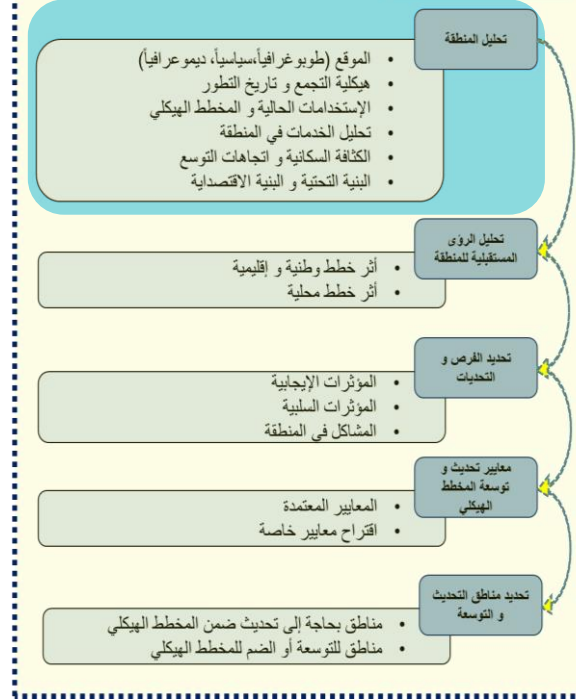 تحليل المنطقة
• الموقع (طوبوغرافياً،سياسياً، ديموعرافياً)
• هيكلية التجمع و تاريخ التطور
• الإستخدامات الحالية و المخطط الهيكلي
• تحليل الخدمات في المنطقة
• الكثافة السكانية و اتجاهات التوسع
• البنية التحتية و البنية الاقتصداية
تحليل الرؤى
المستقبلية للمنطقة
• أثر خطط وطنية و إقليمية
• أثر خطط محلية
تحديد الفرص و
التحديات
• المؤثرات الإيجابية
• المؤثرات السلبية
• المشاكل في المنطقة
معايير تحديث و
توسعة المخطط
الهيكلي
• المعايير المعتمدة
• اقتراح معايير خاصة
تحديد مناطق التحديث
و التوسعة
• مناطق بحاجة إلى تحديث ضمن المخطط الهيكلي
• مناطق للتوسعة أو الضم للمخطط الهيكلي